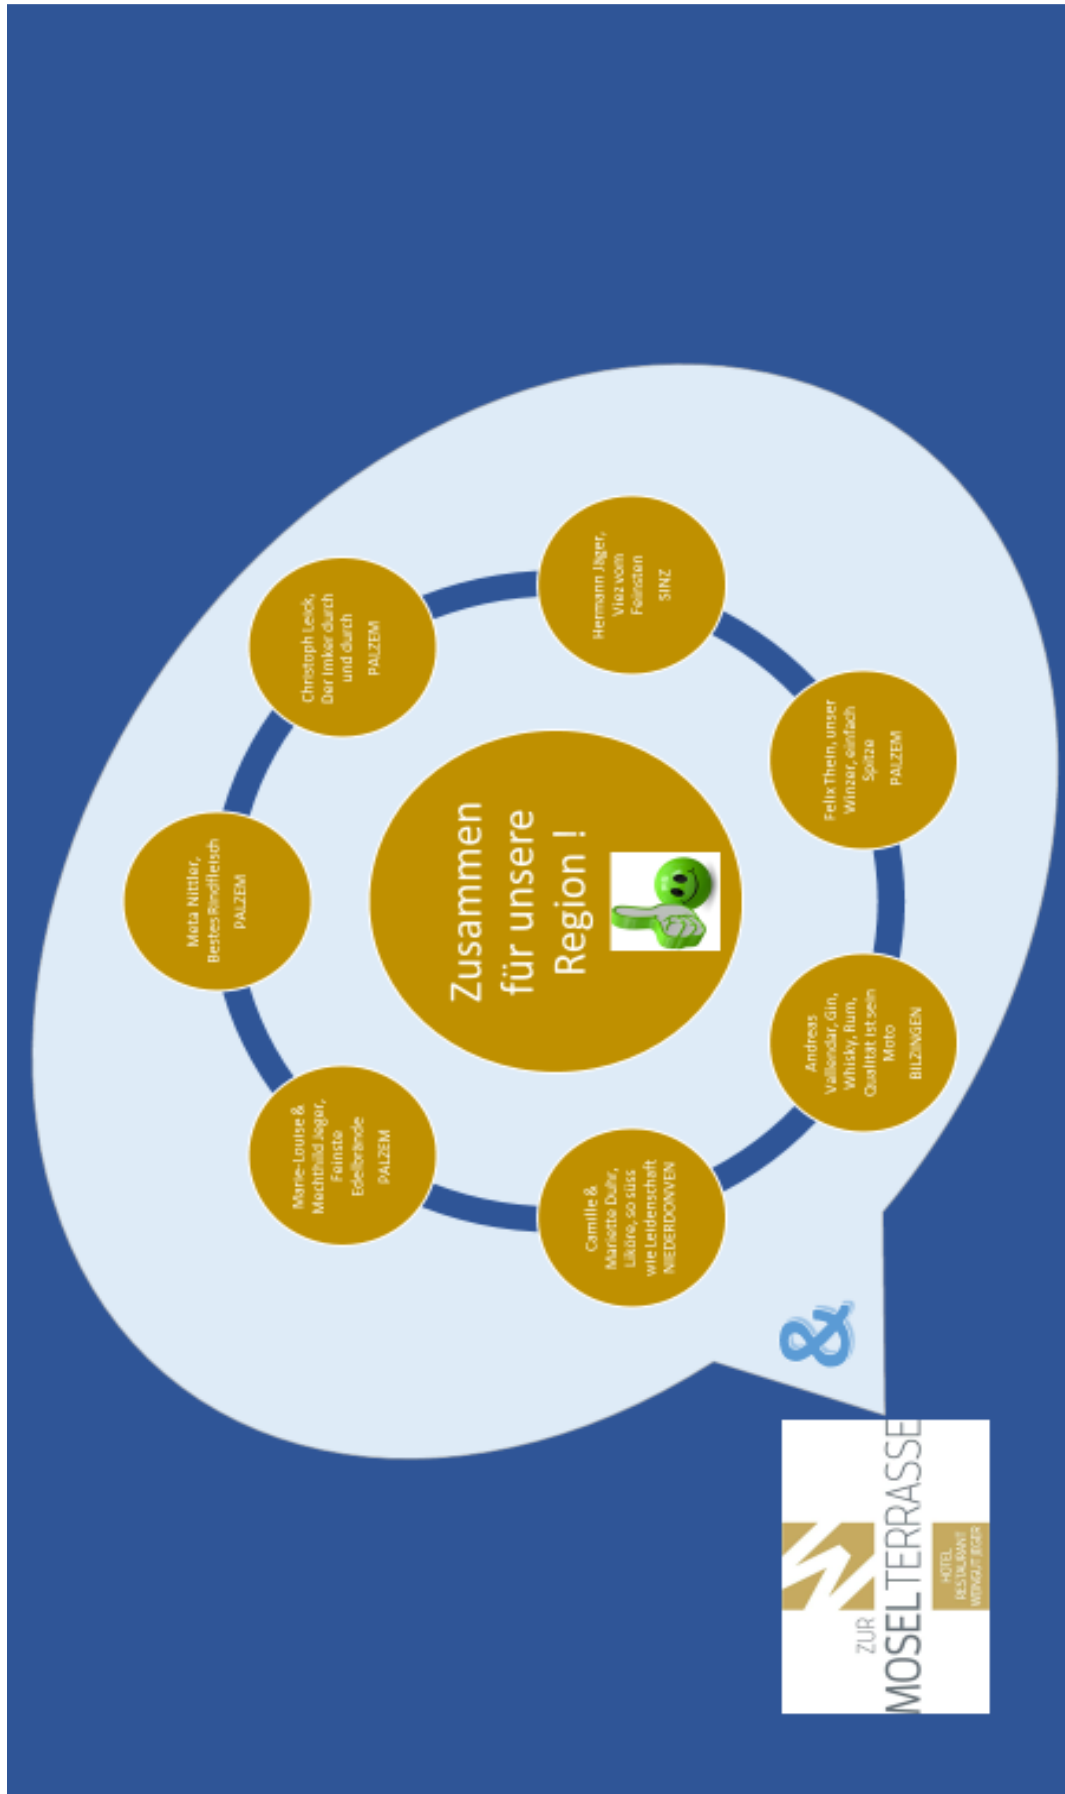 Zusammen
für unsere
Region !
Meta Nittler,
Bestes Rindfleisch
PALZEM
Christoph Leick,
Der Imker durch
und durch
PALZEM
Hermann Jäger,
Viez vom
Feinsten
SINZ
Felix Thein, unser
Winzer, einfach
Spitze
PALZEM
Andreas
Vallendar, Gin,
Whisky, Rum,
Qualität ist sein
Moto
BILZINGEN
Camille &
Mariette Duhr,
Liköre, so süss
wie Leidenschaft
NIEDERDONVEN
Marie-Louise &
Mechthild Jeger,
Feinste
Edelbrände
PALZEM
&
ZUR
MOSELTERRASSE
HOTEL
RESTAURANT
WEINGUT JEGER